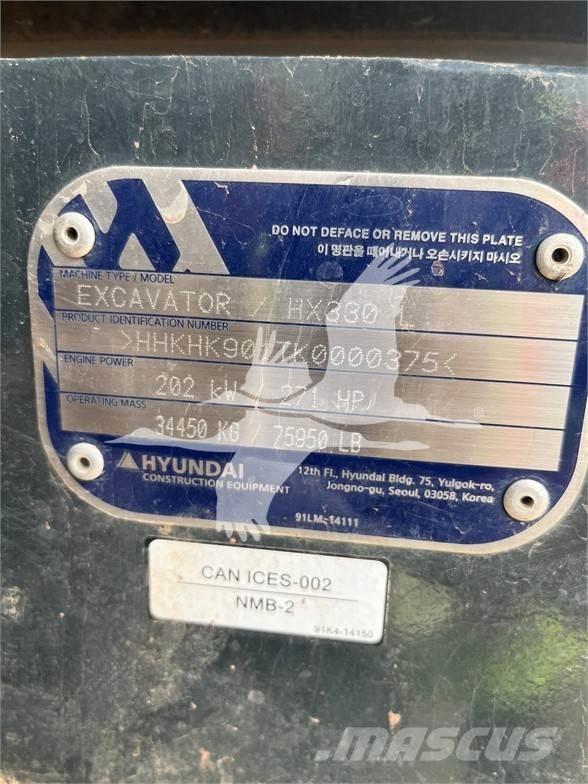 DO NOT DEFACE OR REMOVE THIS PLATE
이 명판을 떼어내거나 오손시키지 마시오
MACHINE TYPE / MODEL
EXCAVATOR / HX330 L
PRODUCT IDENTIFICATION NUMBER
>HHKHK901TK0000375<
ENGINE POWER
202 kW / 271 HP
OPERATING MASS
34450 KG / 75950 LB
HYUNDAI
CONSTRUCTION EQUIPMENT
12th Fl., Hyundai Bldg. 75, Yulgok-ro,
Jongno-gu, Seoul, 03058, Korea
91LM-14111
CAN ICES-002
NMB-2
91K4-14150
MASCUS